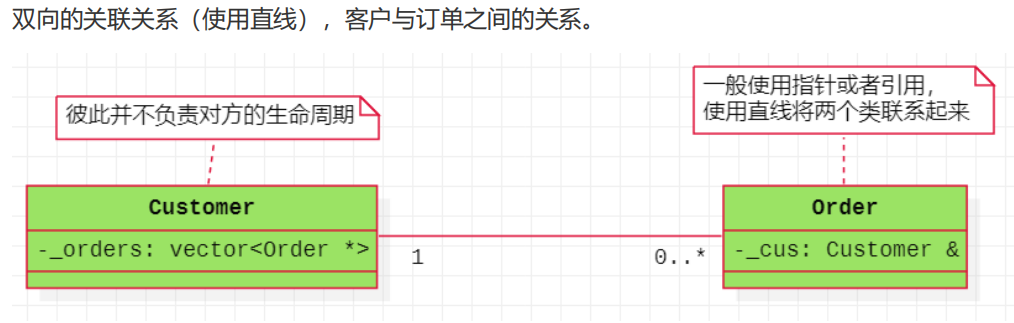 双向的关联关系（使用直线），客户与订单之间的关系。
彼此并不负责对方的生命周期
一般使用指针或者引用，
使用直线将两个类联系起来
Customer
-_orders: vector<Order *>
1
0..*
Order
-_cus: Customer &